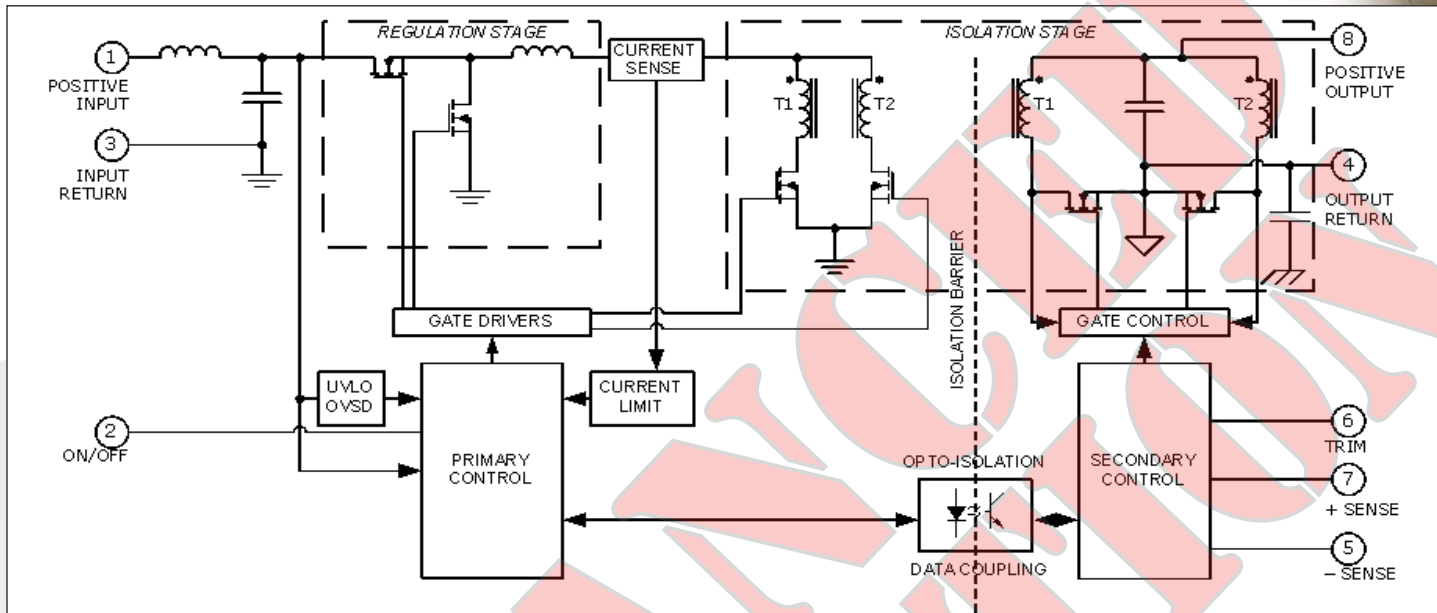 REGULATION STAGE
ISOLATION STAGE
1
POSITIVE
INPUT
CURRENT
SENSE
8
POSITIVE
OUTPUT
T1
T2
T1
T2
3
INPUT
RETURN
4
OUTPUT
RETURN
ISOLATION BARRIER
GATE DRIVERS
GATE CONTROL
UVLO
OVSD
CURRENT
LIMIT
2
ON/OFF
PRIMARY
CONTROL
OPTO-ISOLATION
DATA COUPLING
SECONDARY
CONTROL
6
TRIM
7
+ SENSE
5
– SENSE